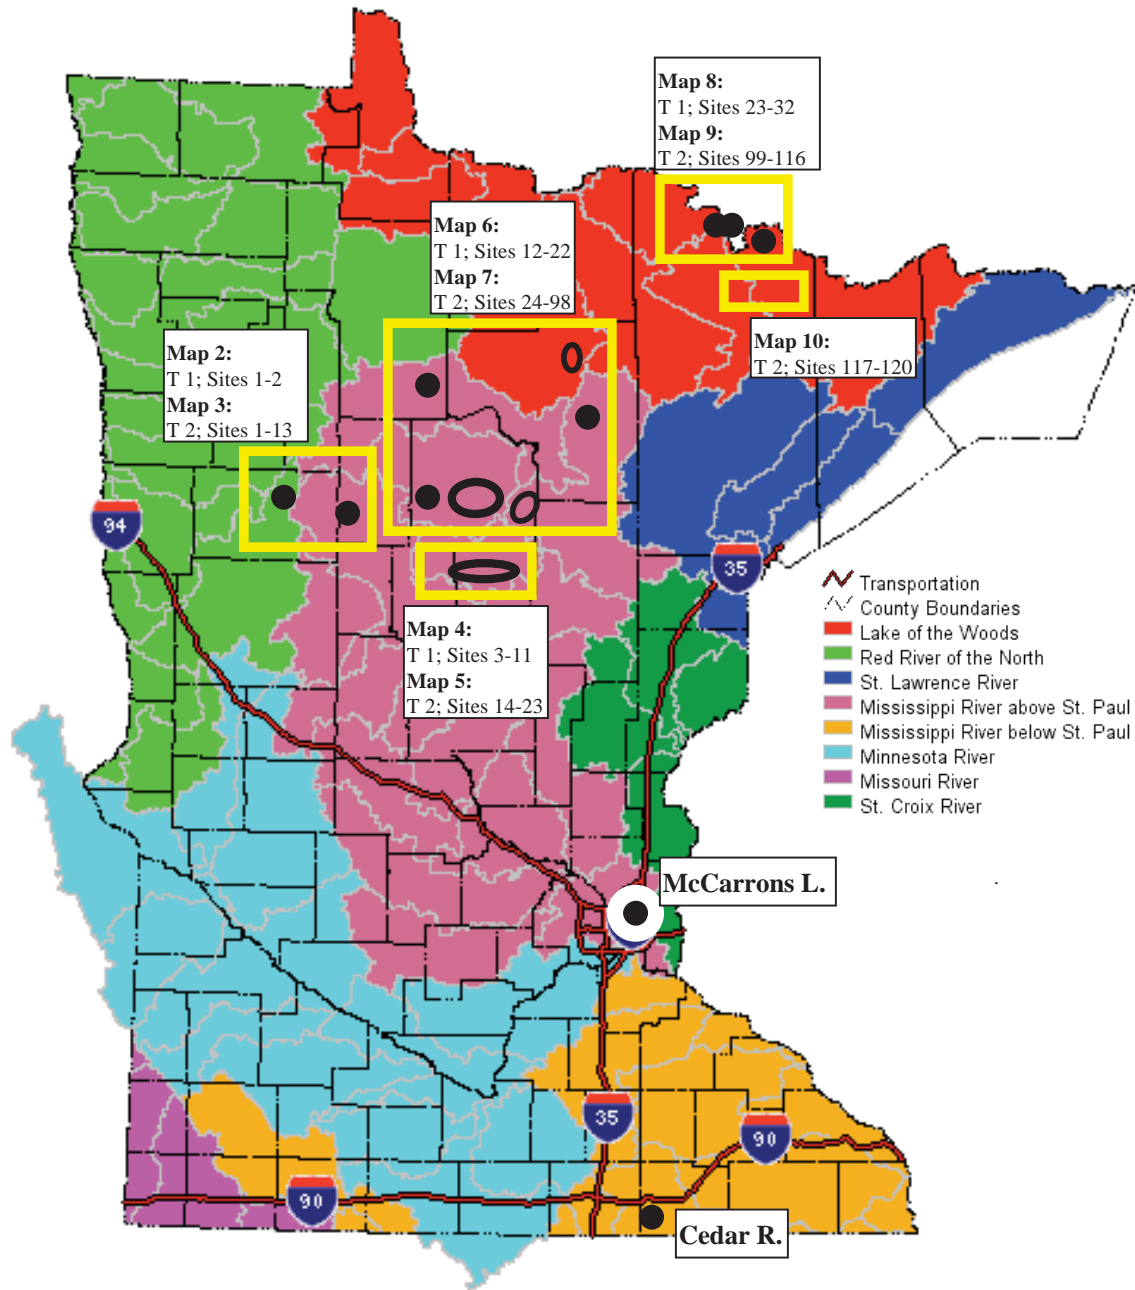 Map 8:
T 1; Sites 23-32
Map 9:
T 2; Sites 99-116
Map 6:
T 1; Sites 12-22
Map 7:
T 2; Sites 24-98
Map 10:
T 2; Sites 117-120
Map 2:
T 1; Sites 1-2
Map 3:
T 2; Sites 1-13
94
35
Map 4:
T 1; Sites 3-11
Map 5:
T 2; Sites 14-23
Transportation
County Boundaries
Lake of the Woods
Red River of the North
St. Lawrence River
Mississippi River above St. Paul
Mississippi River below St. Paul
Minnesota River
Missouri River
St. Croix River
McCarrons L.
35
90
90
Cedar R.